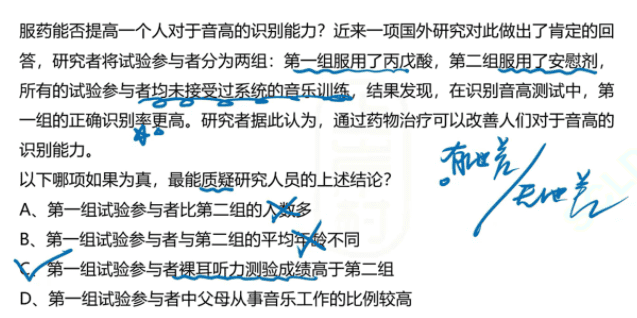 服药能否提高一个人对于音高的识别能力？近来一项国外研究对此做出了肯定的回
答，研究者将试验参与者分为两组：第一组服用了丙戊酸，第二组服用了安慰剂，
所有的试验参与者均未接受过系统的音乐训练，结果发现，在识别音高测试中，第
一组的正确识别率更高。研究者据此认为，通过药物治疗可以改善人们对于音高的
识别能力。
有他差/无他差
以下哪项如果为真，最能质疑研究人员的上述结论？
A、第一组试验参与者比第二组的人数多
B、第一组试验参与者与第二组的平均年龄不同
C、第一组试验参与者裸耳听力测验成绩高于第二组
D、第一组试验参与者中父母从事音乐工作的比例较高